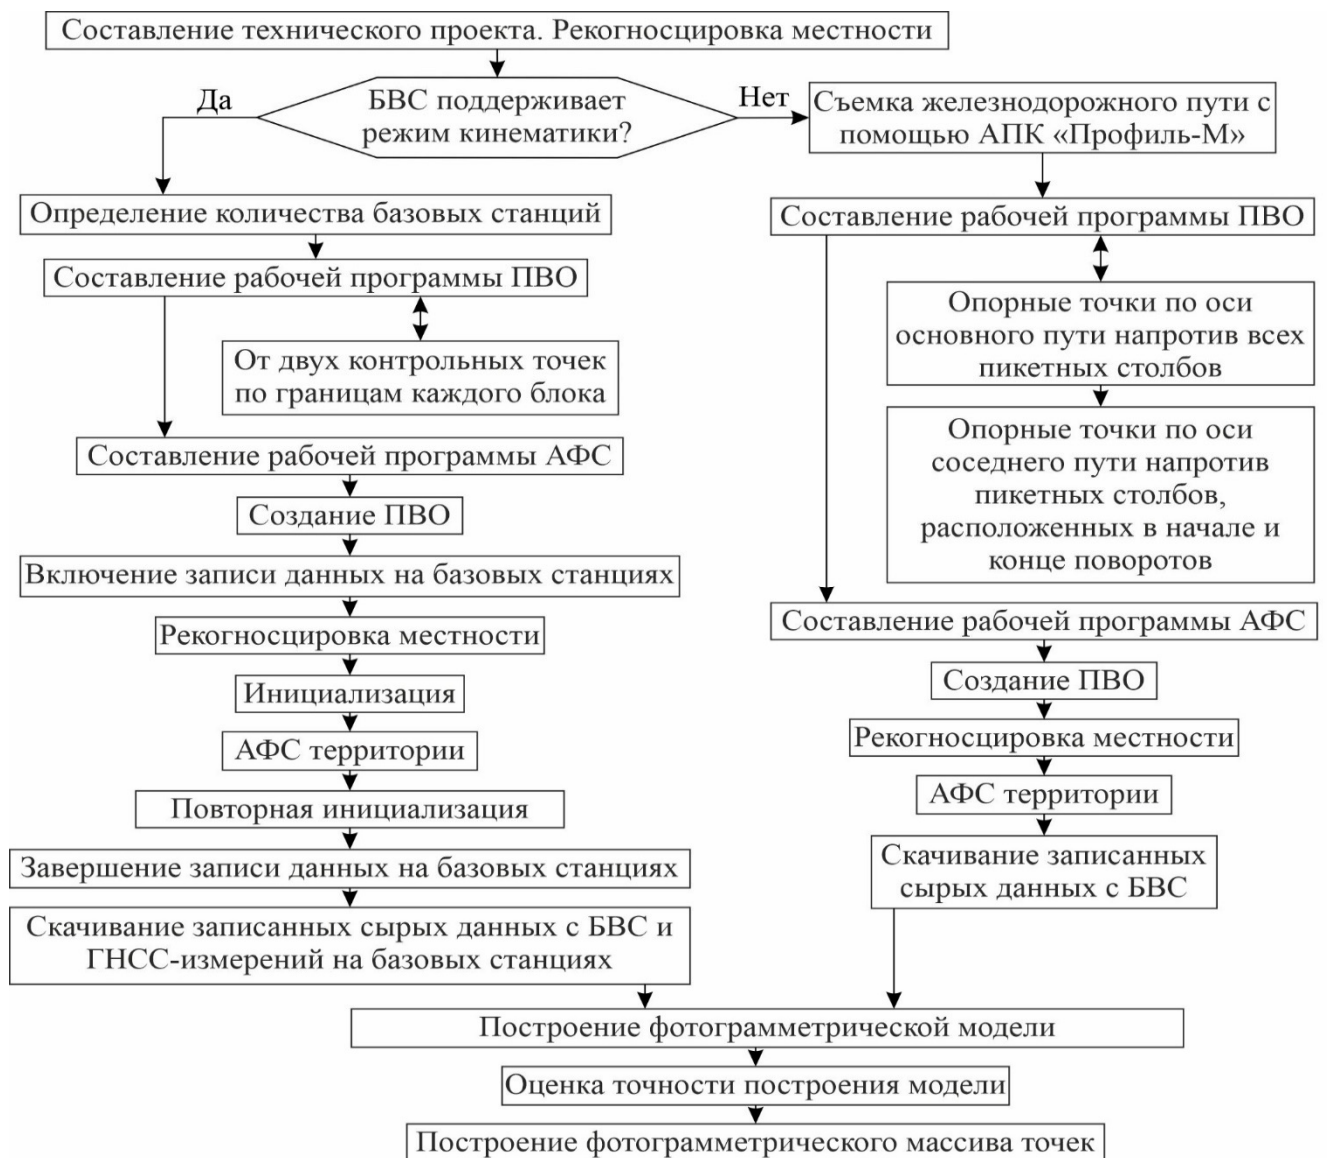 Составление технического проекта. Рекогносцировка местности
БВС поддерживает
режим кинематики?
Да
Нет
Определение количества базовых станций
Составление рабочей программы ПВО
От двух контрольных точек
по границам каждого блока
Составление рабочей программы АФС
Создание ПВО
Включение записи данных на базовых станциях
Рекогносцировка местности
Инициализация
АФС территории
Повторная инициализация
Завершение записи данных на базовых станциях
Скачивание записанных сырых данных с БВС и
ГНСС-измерений на базовых станциях
Съемка железнодорожного пути с
помощью АПК «Профиль-М»
Составление рабочей программы ПВО
Опорные точки по оси
основного пути напротив всех
пикетных столбов
Опорные точки по оси
соседнего пути напротив
пикетных столбов,
расположенных в начале и
конце поворотов
Составление рабочей программы АФС
Создание ПВО
Рекогносцировка местности
АФС территории
Скачивание записанных
сырых данных с БВС
Построение фотограмметрической модели
Оценка точности построения модели
Построение фотограмметрического массива точек